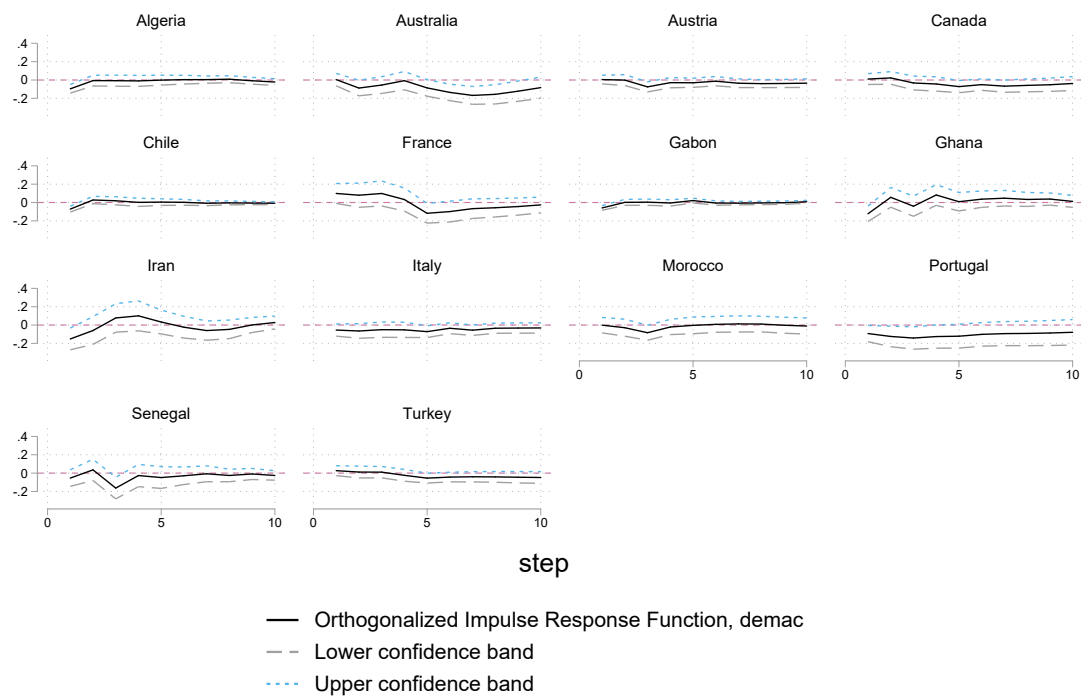 Algeria Australia Austria Canada
.4
.2
0
-.2
Chile France Gabon Ghana
.4
.2
0
-.2
Iran Italy Morocco Portugal
.4
.2
0
-.2
0 5 10 0 5 10
Senegal Turkey
.4
.2
0
-.2
0 5 10 0 5 10
step
Orthogonalized Impulse Response Function, demac
Lower confidence band
Upper confidence band